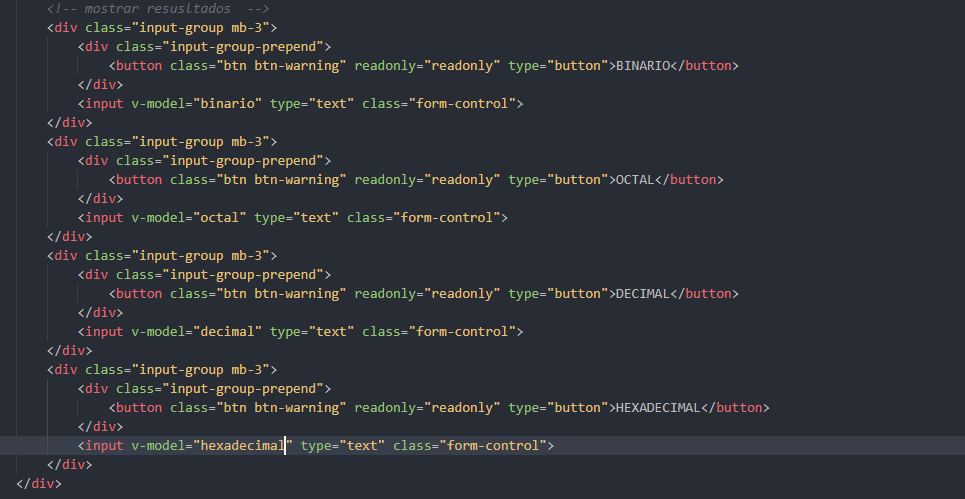 <!-- mostrar resusltados  -->
<div class="input-group mb-3">
<div class="input-group-prepend">
<button class="btn btn-warning" readonly="readonly" type="button">BINARIO</button>
</div>
<input v-model="binario" type="text" class="form-control">
</div>
<div class="input-group mb-3">
<div class="input-group-prepend">
<button class="btn btn-warning" readonly="readonly" type="button">OCTAL</button>
</div>
<input v-model="octal" type="text" class="form-control">
</div>
<div class="input-group mb-3">
<div class="input-group-prepend">
<button class="btn btn-warning" readonly="readonly" type="button">DECIMAL</button>
</div>
<input v-model="decimal" type="text" class="form-control">
</div>
<div class="input-group mb-3">
<div class="input-group-prepend">
<button class="btn btn-warning" readonly="readonly" type="button">HEXADECIMAL</button>
</div>
<input v-model="hexadecimal" type="text" class="form-control">
</div>
</div>